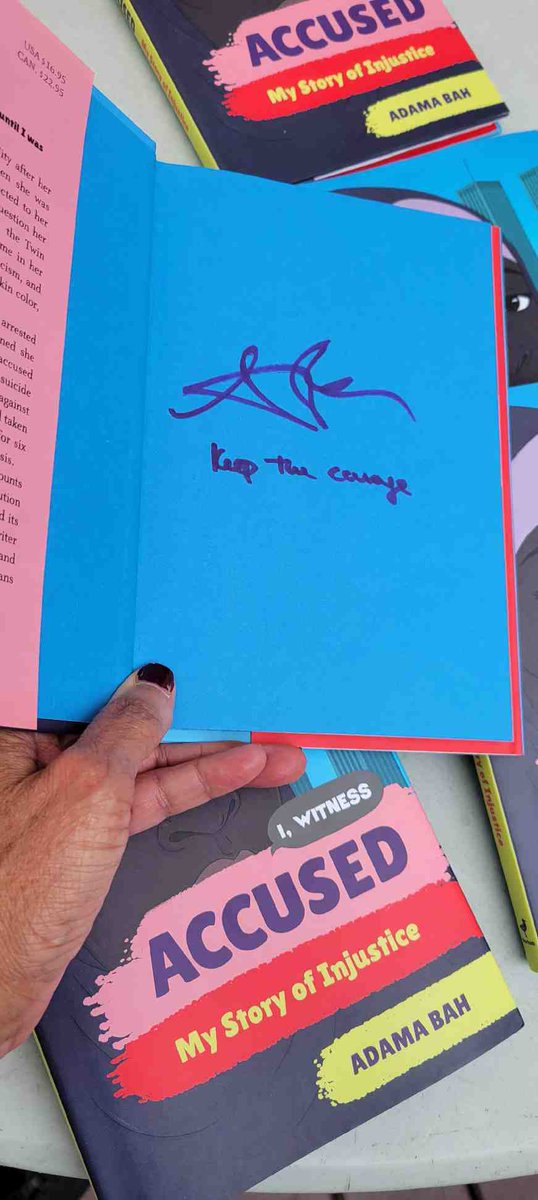 ACCUSED
My Story of Injustice
ADAMA BAH
USA $16.95
CAN. $22.95
until I was
ity after her
en she was
cted to her
uestion her
the Twin
me in her
cism, and
kin color,
arrested
ned she
accused
suicide
against
taken
for six
sis.
ounts
ution
d its
riter
and
ans
Keep the courage
I, WITNESS
ACCUSED
My Story of Injustice
ADAMA BAH